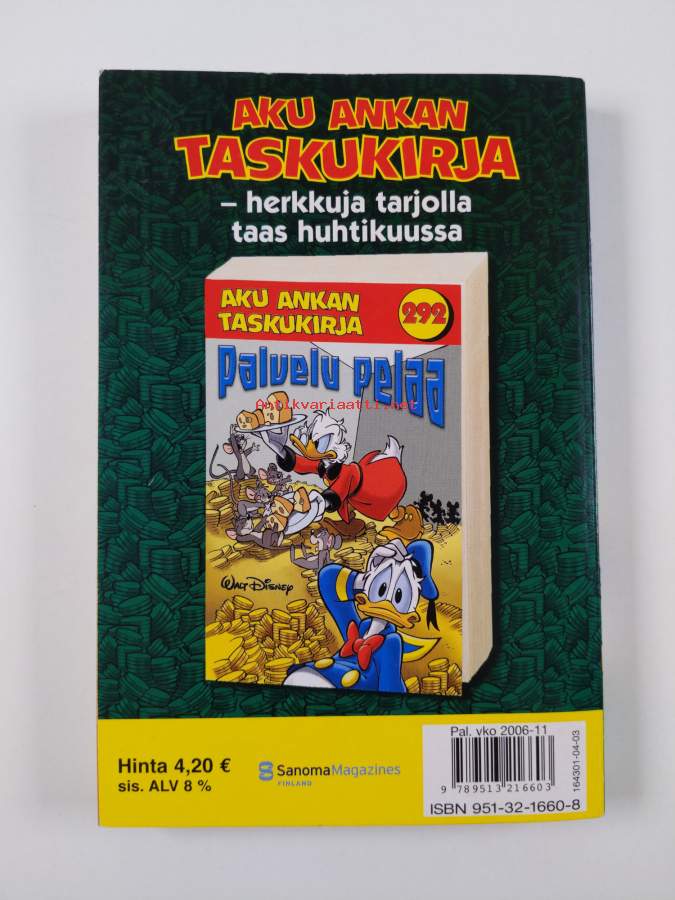 AKU ANKAN
TASKUKIRJA
– herkkuja tarjolla
taas huhtikuussa
AKU ANKAN
TASKUKIRJA
292
Palvelu pelaa
Antikvariaatti.net
WALT DISNEY
Pal. vko 2006-11
164301-04-03
Hinta 4,20 €
sis. ALV 8 %
SanomaMagazines
FINLAND
9 789513 216603
ISBN 951-32-1660-8